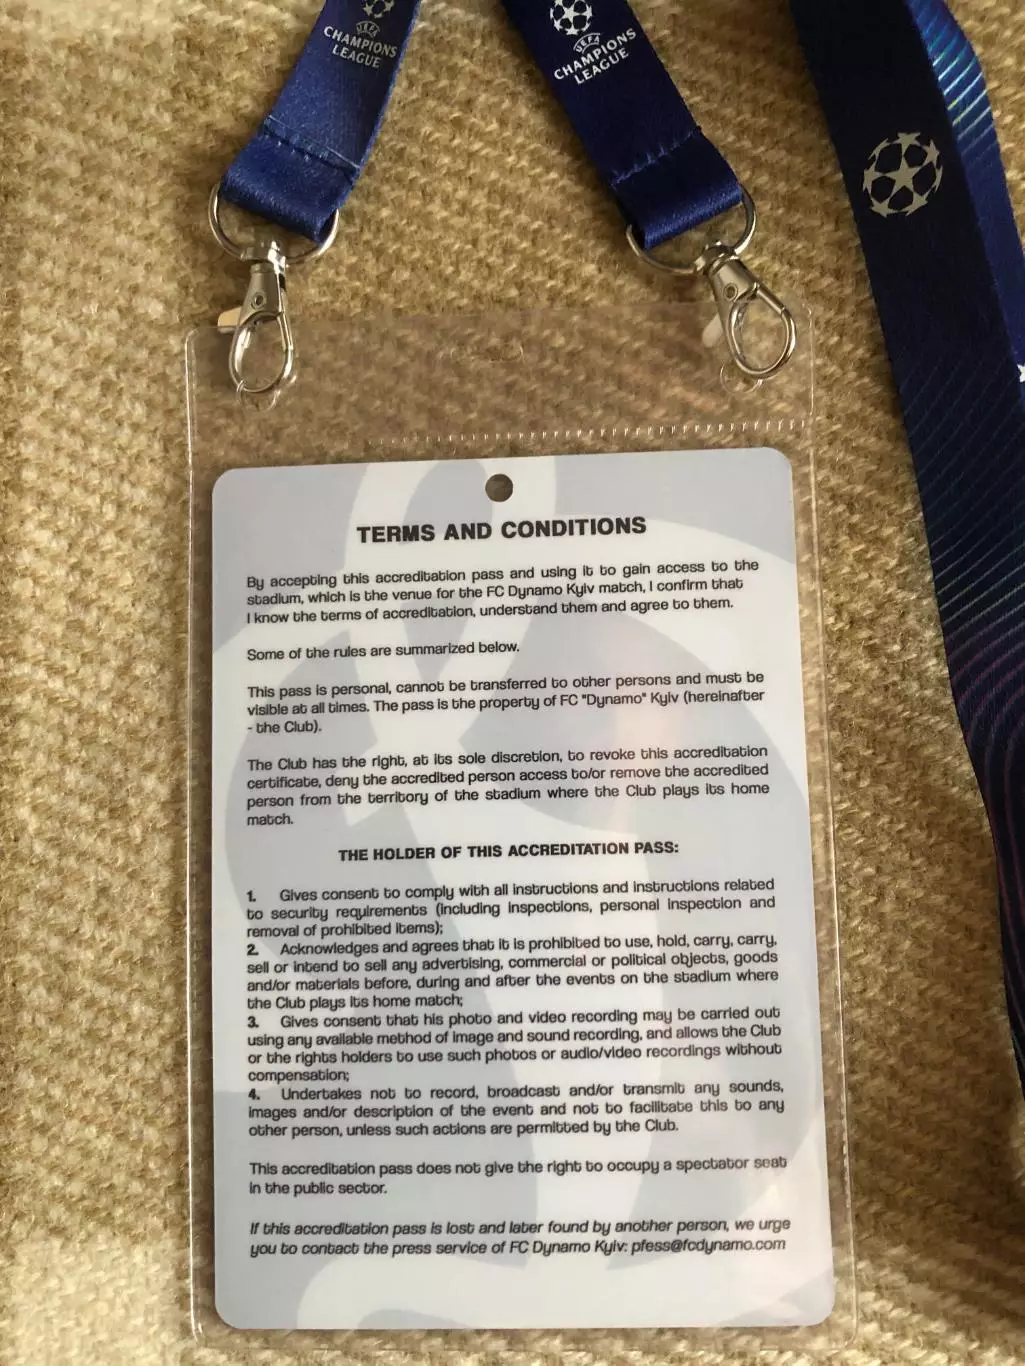 UEFA
CHAMPIONS
LEAGUE
UEFA
CHAMPIONS
LEAGUE
TERMS AND CONDITIONS
By accepting this accreditation pass and using it to gain access to the
stadium, which is the venue for the FC Dynamo Kyiv match, I confirm that
I know the terms of accreditation, understand them and agree to them.
Some of the rules are summarized below.
This pass is personal, cannot be transferred to other persons and must be
visible at all times. The pass is the property of FC "Dynamo" Kyiv (hereinafter
- the Club).
The Club has the right, at its sole discretion, to revoke this accreditation
certificate, deny the accredited person access to/or remove the accredited
person from the territory of the stadium where the Club plays its home
match.
THE HOLDER OF THIS ACCREDITATION PASS:
1. Gives consent to comply with all instructions and instructions related
to security requirements (including inspections, personal inspection and
removal of prohibited items);
2. Acknowledges and agrees that it is prohibited to use, hold, carry, carry,
sell or intend to sell any advertising, commercial or political objects, goods
and/or materials before, during and after the events on the stadium where
the Club plays its home match;
3. Gives consent that his photo and video recording may be carried out
using any available method of image and sound recording, and allows the Club
or the rights holders to use such photos or audio/video recordings without
compensation;
4. Undertakes not to record, broadcast and/or transmit any sounds,
images and/or description of the event and not to facilitate this to any
other person, unless such actions are permitted by the Club.
This accreditation pass does not give the right to occupy a spectator seat
in the public sector.
If this accreditation pass is lost and later found by another person, we urge
you to contact the press service of FC Dynamo Kyiv: pfess@fcdynamo.com